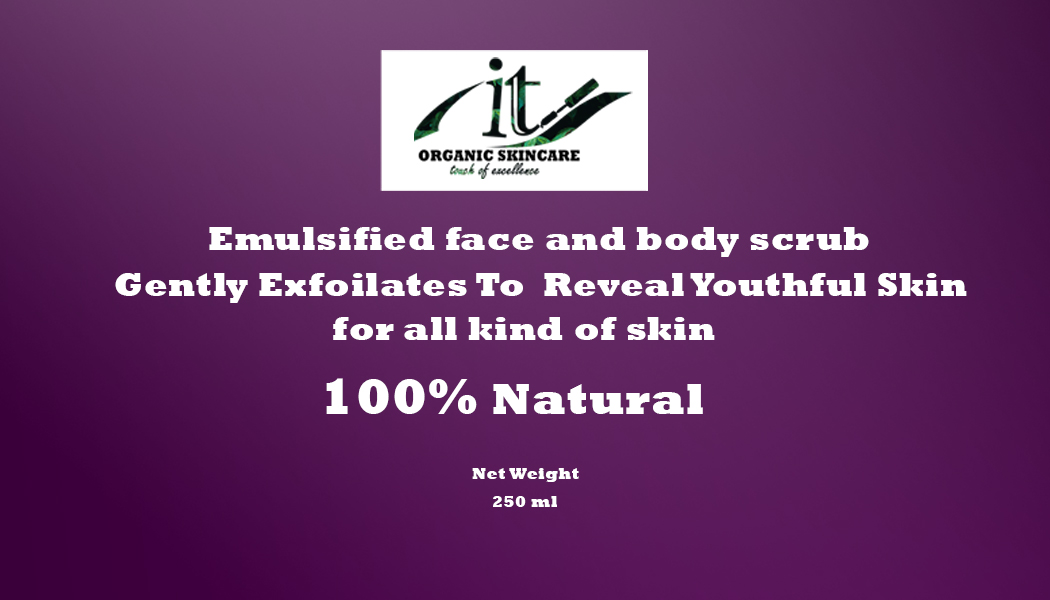 it
ORGANIC SKINCARE
touch of excellence
Emulsified face and body scrub
Gently Exfoilates To Reveal Youthful Skin
for all kind of skin
100% Natural
Net Weight
250 ml